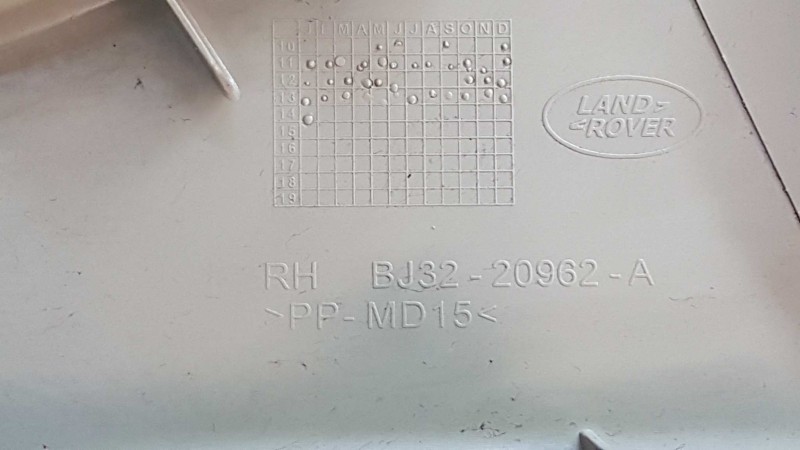 J F M A M J J A S O N D
10
11
12
13
14
15
16
17
18
19
LAND
ROVER
RH BJ32-20962-A
>PP-MD15<